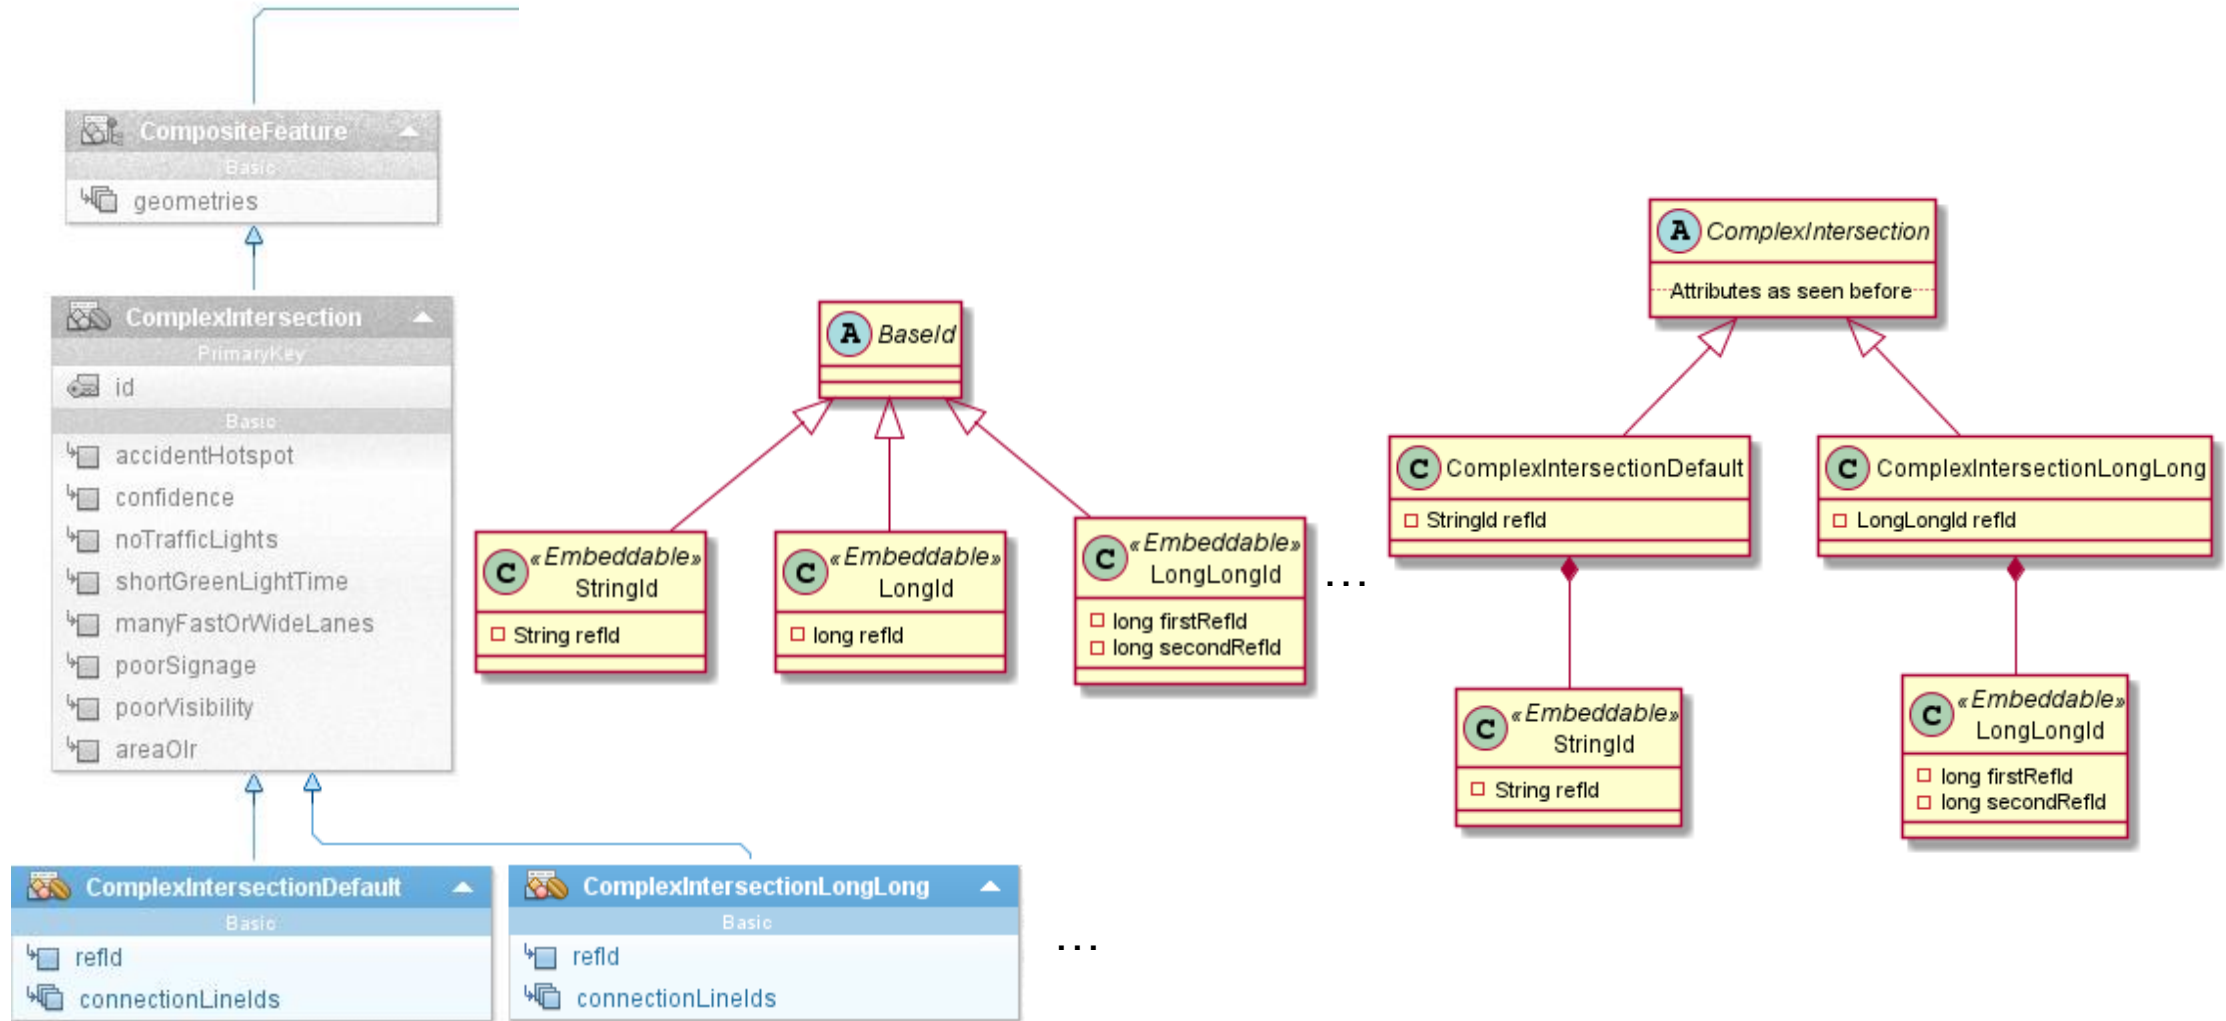 CompositeFeature
Basic
geometries
ComplexIntersection
PrimaryKey
id
Basic
accidentHotspot
confidence
noTrafficLights
shortGreenLightTime
manyFastOrWideLanes
poorSignage
poorVisibility
areaOlr
ComplexIntersectionDefault
Basic
refId
connectionLineIds
ComplexIntersectionLongLong
Basic
refId
connectionLineIds
...
A BaseId
C «Embeddable»
StringId
String refId
C «Embeddable»
LongId
long refId
C «Embeddable»
LongLongId
long firstRefId
long secondRefId
...
A ComplexIntersection
Attributes as seen before
C ComplexIntersectionDefault
StringId refId
C ComplexIntersectionLongLong
LongLongId refId
C «Embeddable»
StringId
String refId
C «Embeddable»
LongLongId
long firstRefId
long secondRefId